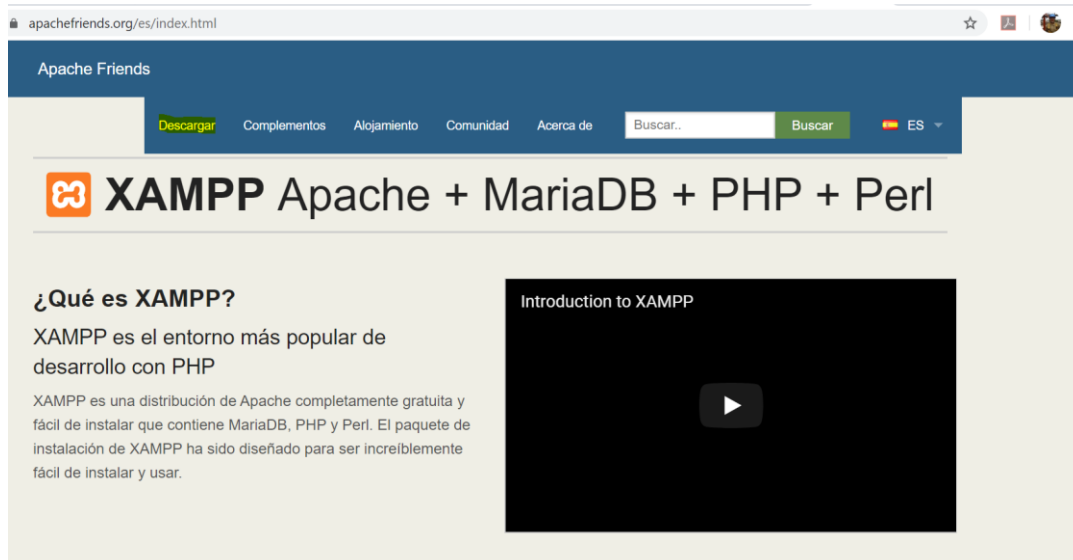 apachefriends.org/es/index.html
Apache Friends
Descargar Complementos Alojamiento Comunidad Acerca de Buscar.. Buscar ES
XAMPP Apache + MariaDB + PHP + Perl
¿Qué es XAMPP?
Introduction to XAMPP
XAMPP es el entorno más popular de
desarrollo con PHP
XAMPP es una distribución de Apache completamente gratuita y
fácil de instalar que contiene MariaDB, PHP y Perl. El paquete de
instalación de XAMPP ha sido diseñado para ser increíblemente
fácil de instalar y usar.